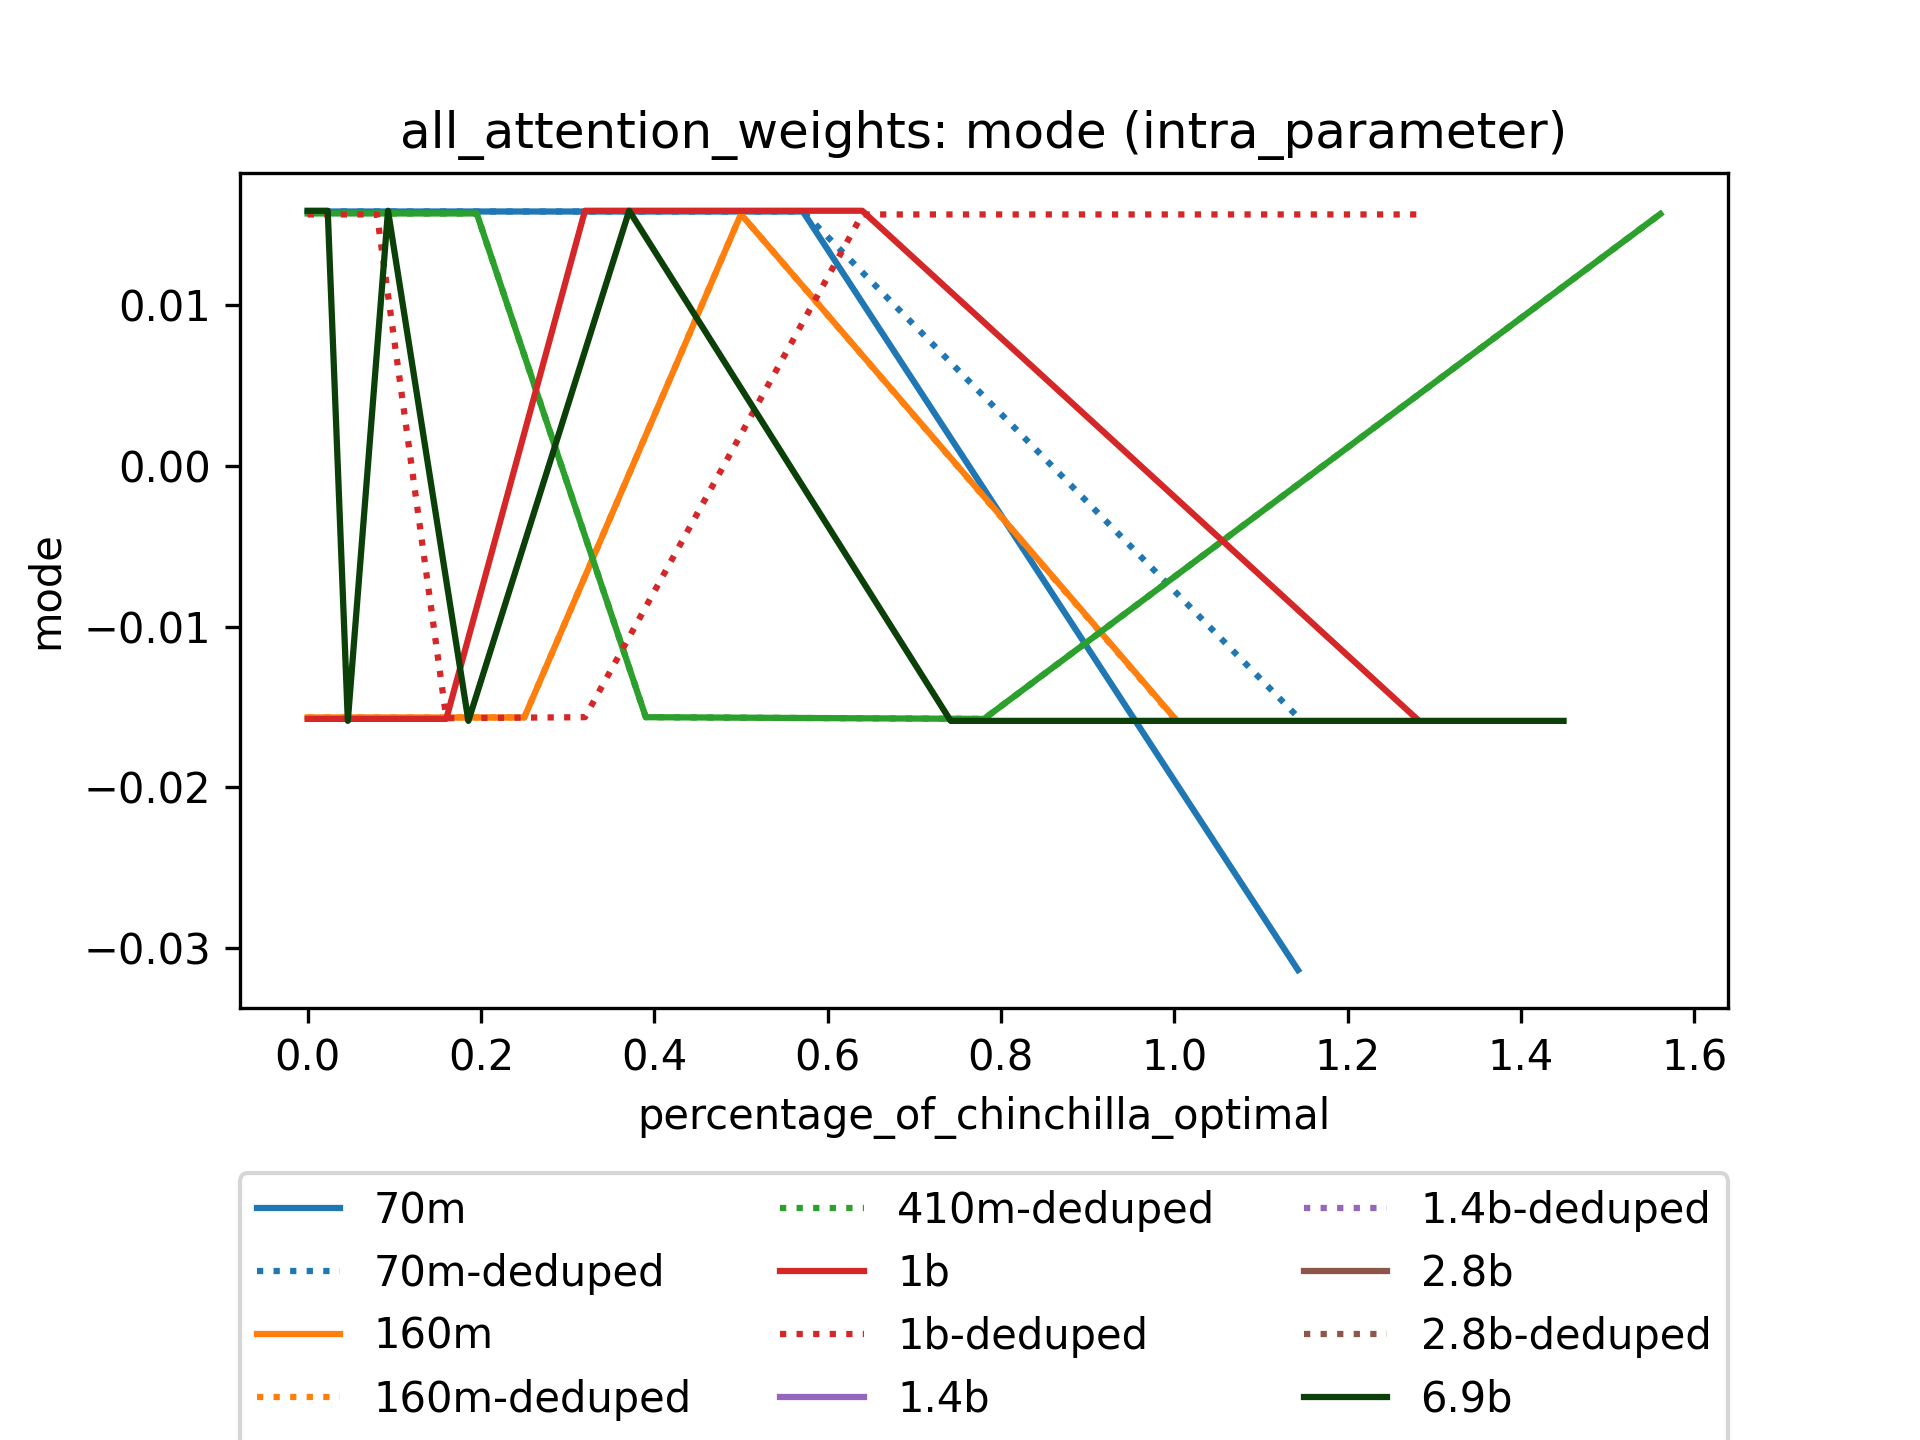 all_attention_weights: mode (intra_parameter)
0.01
0.00
−0.01
−0.02
−0.03
mode
0.0 0.2 0.4 0.6 0.8 1.0 1.2 1.4 1.6
percentage_of_chinchilla_optimal
70m 410m-deduped 1.4b-deduped
70m-deduped 1b 2.8b
160m 1b-deduped 2.8b-deduped
160m-deduped 1.4b 6.9b